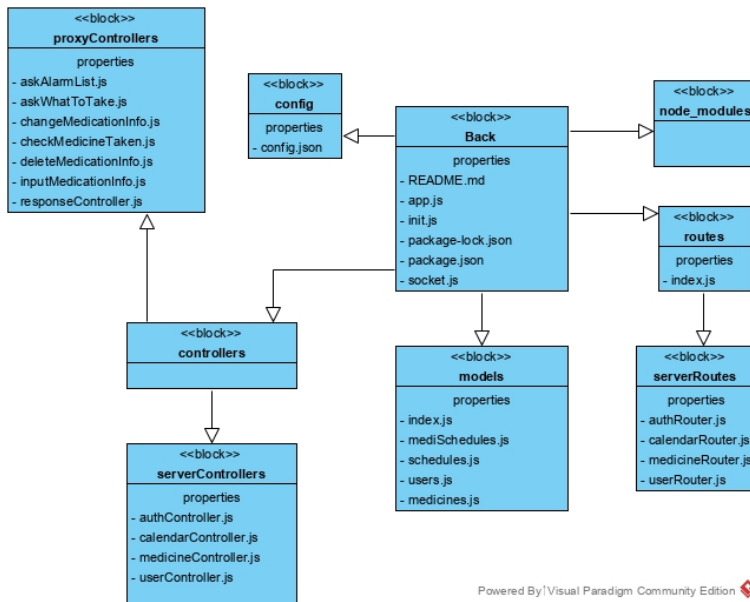 <<block>>
proxyControllers
properties
- askAlarmList.js
- askWhatToTake.js
- changeMedicationInfo.js
- checkMedicineTaken.js
- deleteMedicationInfo.js
- inputMedicationInfo.js
- responseController.js
<<block>>
config
properties
- config.json
<<block>>
Back
properties
- README.md
- app.js
- init.js
- package-lock.json
- package.json
- socket.js
<<block>>
node_modules
<<block>>
routes
properties
- index.js
<<block>>
controllers
<<block>>
models
properties
- index.js
- mediSchedules.js
- schedules.js
- users.js
- medicines.js
<<block>>
serverRoutes
properties
- authRouter.js
- calendarRouter.js
- medicineRouter.js
- userRouter.js
<<block>>
serverControllers
properties
- authController.js
- calendarController.js
- medicineController.js
- userController.js
Powered By Visual Paradigm Community Edition